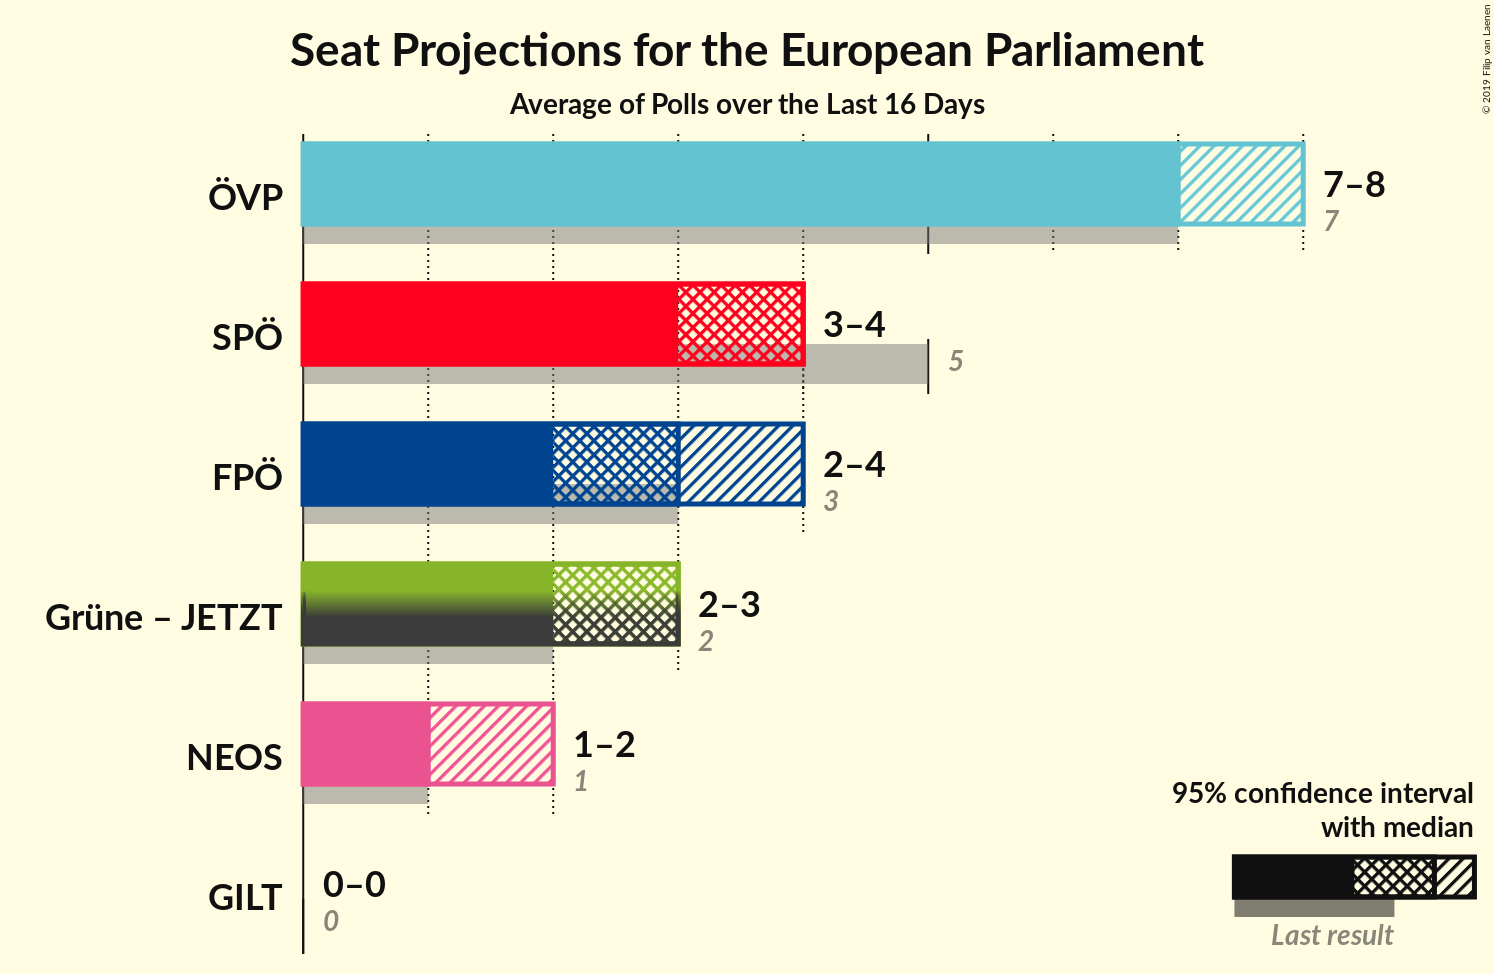 Seat Projections for the European Parliament
Average of Polls over the Last 16 Days
© 2019 Filip van Laenen
ÖVP
7–8
7
SPÖ
3–4
5
FPÖ
2–4
3
Grüne – JETZT
2–3
2
NEOS
1–2
1
GILT
0–0
0
95% confidence interval
with median
Last result